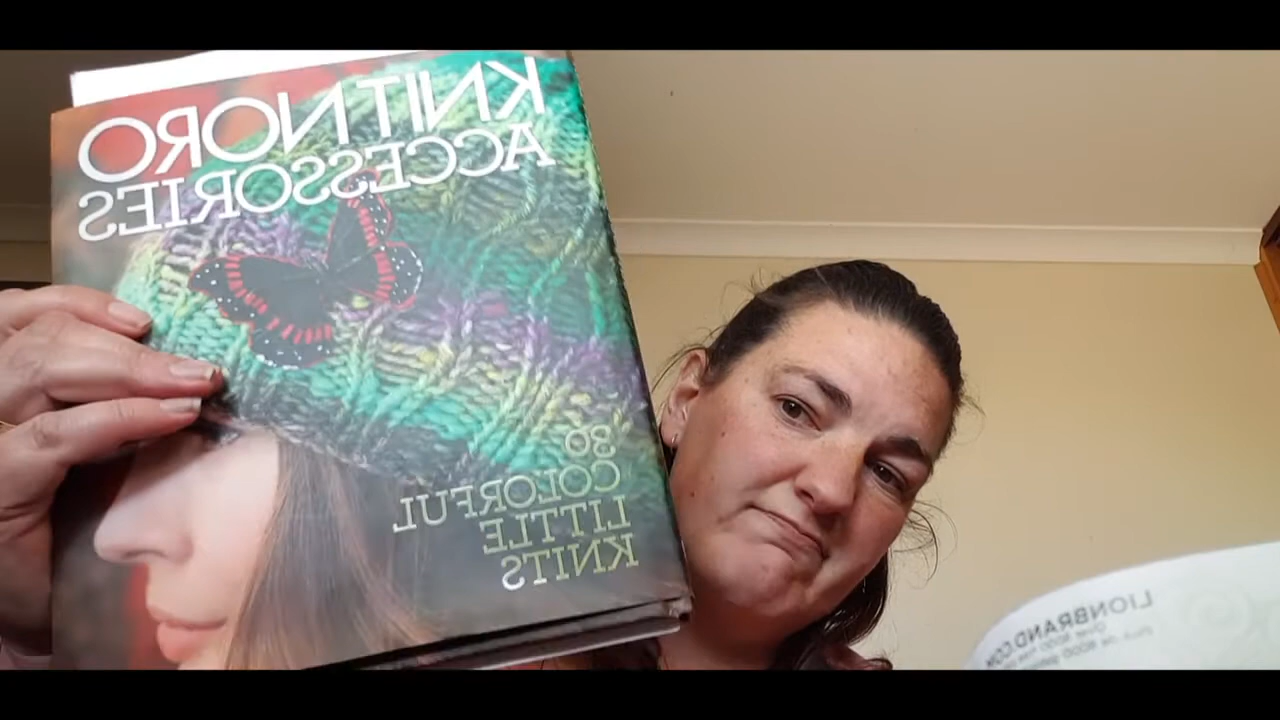 KNIT NORO
ACCESSORIES
30
COLORFUL
LITTLE
KNITS
LIONBRAND.COM